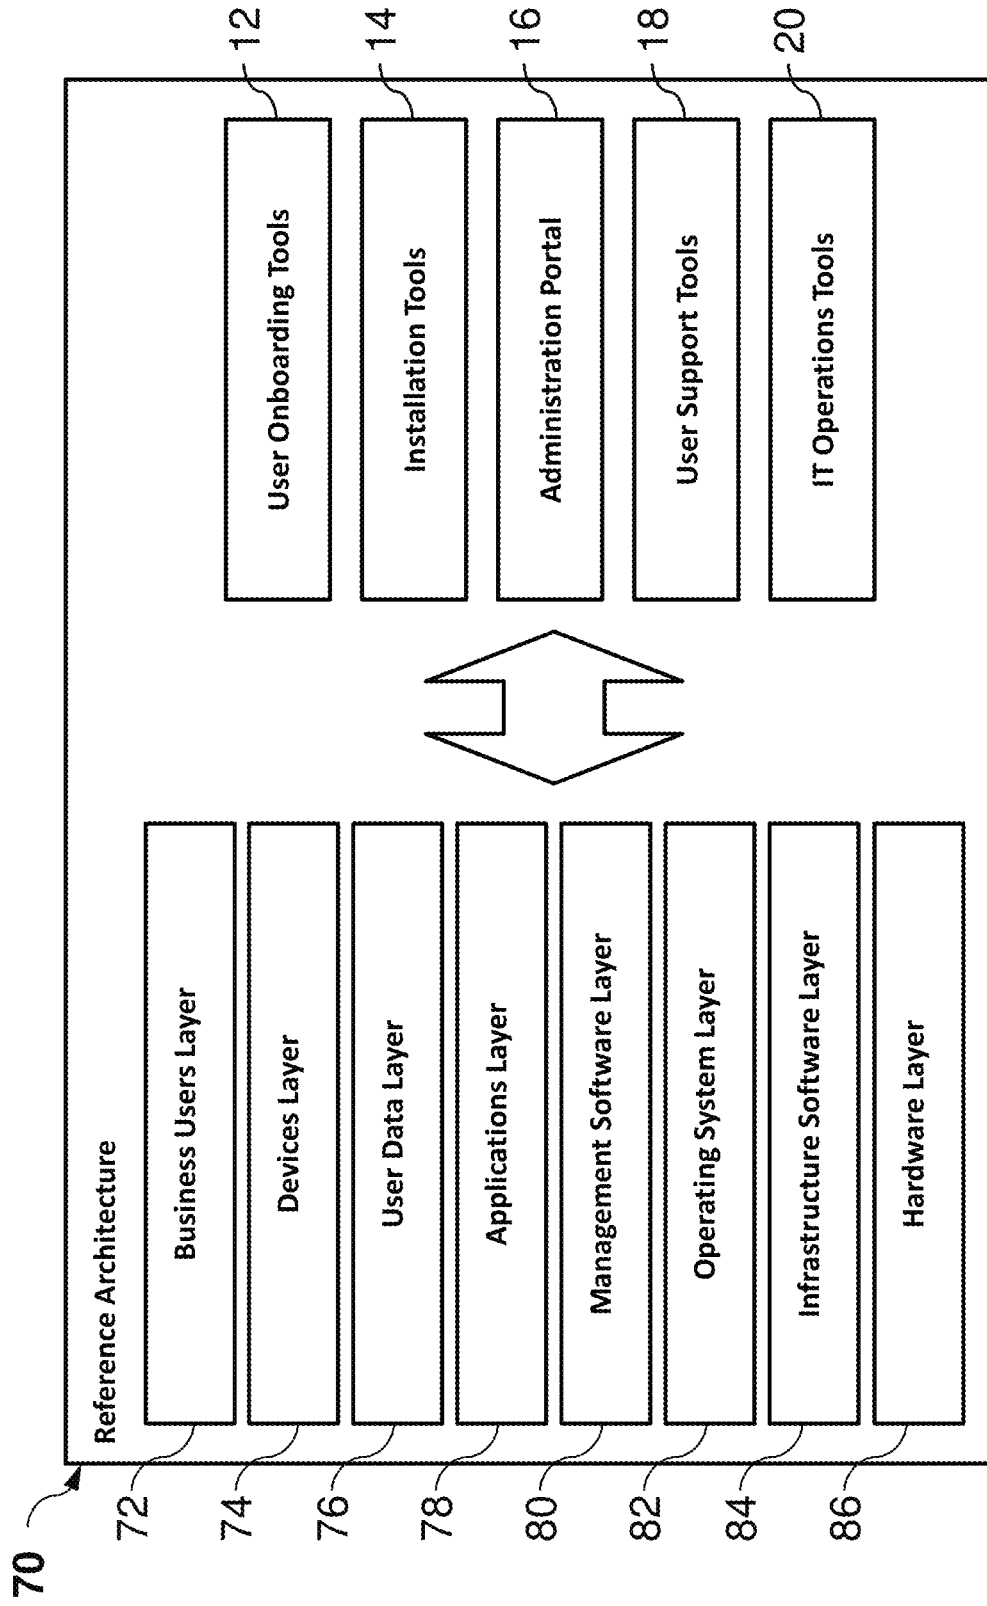 70
Reference Architecture
72
Business Users Layer
74
Devices Layer
76
User Data Layer
78
Applications Layer
80
Management Software Layer
82
Operating System Layer
84
Infrastructure Software Layer
86
Hardware Layer
User Onboarding Tools
12
Installation Tools
14
Administration Portal
16
User Support Tools
18
IT Operations Tools
20